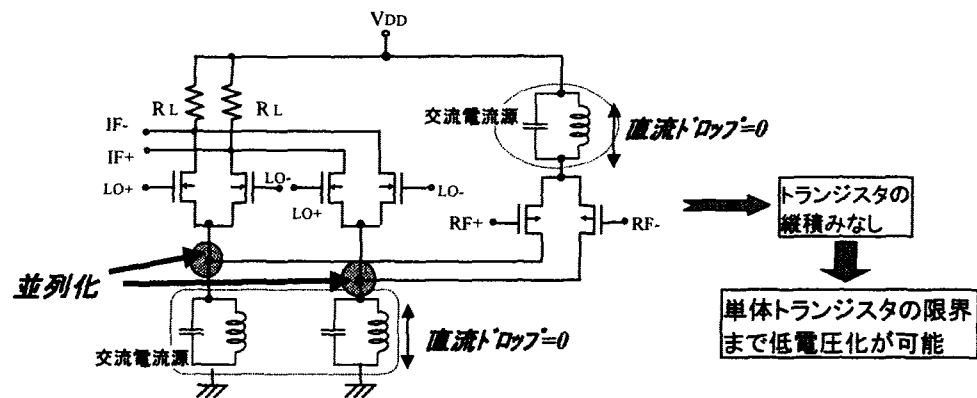 VDD
RL
RL
交流電流源
直流ドロップ=0
IF-
IF+
LO+
LO-
LO+
LO-
RF+
RF-
トランジスタの
縦積みなし
並列化
交流電流源
直流ドロップ=0
単体トランジスタの限界
まで低電圧化が可能